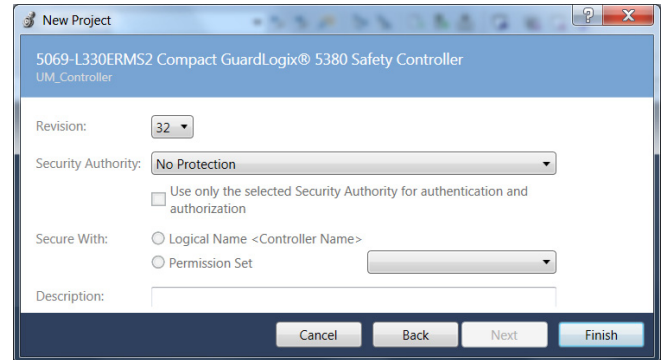 New Project
5069-L330ERMS2 Compact GuardLogix® 5380 Safety Controller
UM_Controller
Revision:
32
Security Authority:
No Protection
Use only the selected Security Authority for authentication and
authorization
Secure With:
Logical Name <Controller Name>
Permission Set
Description:
Cancel
Back
Next
Finish